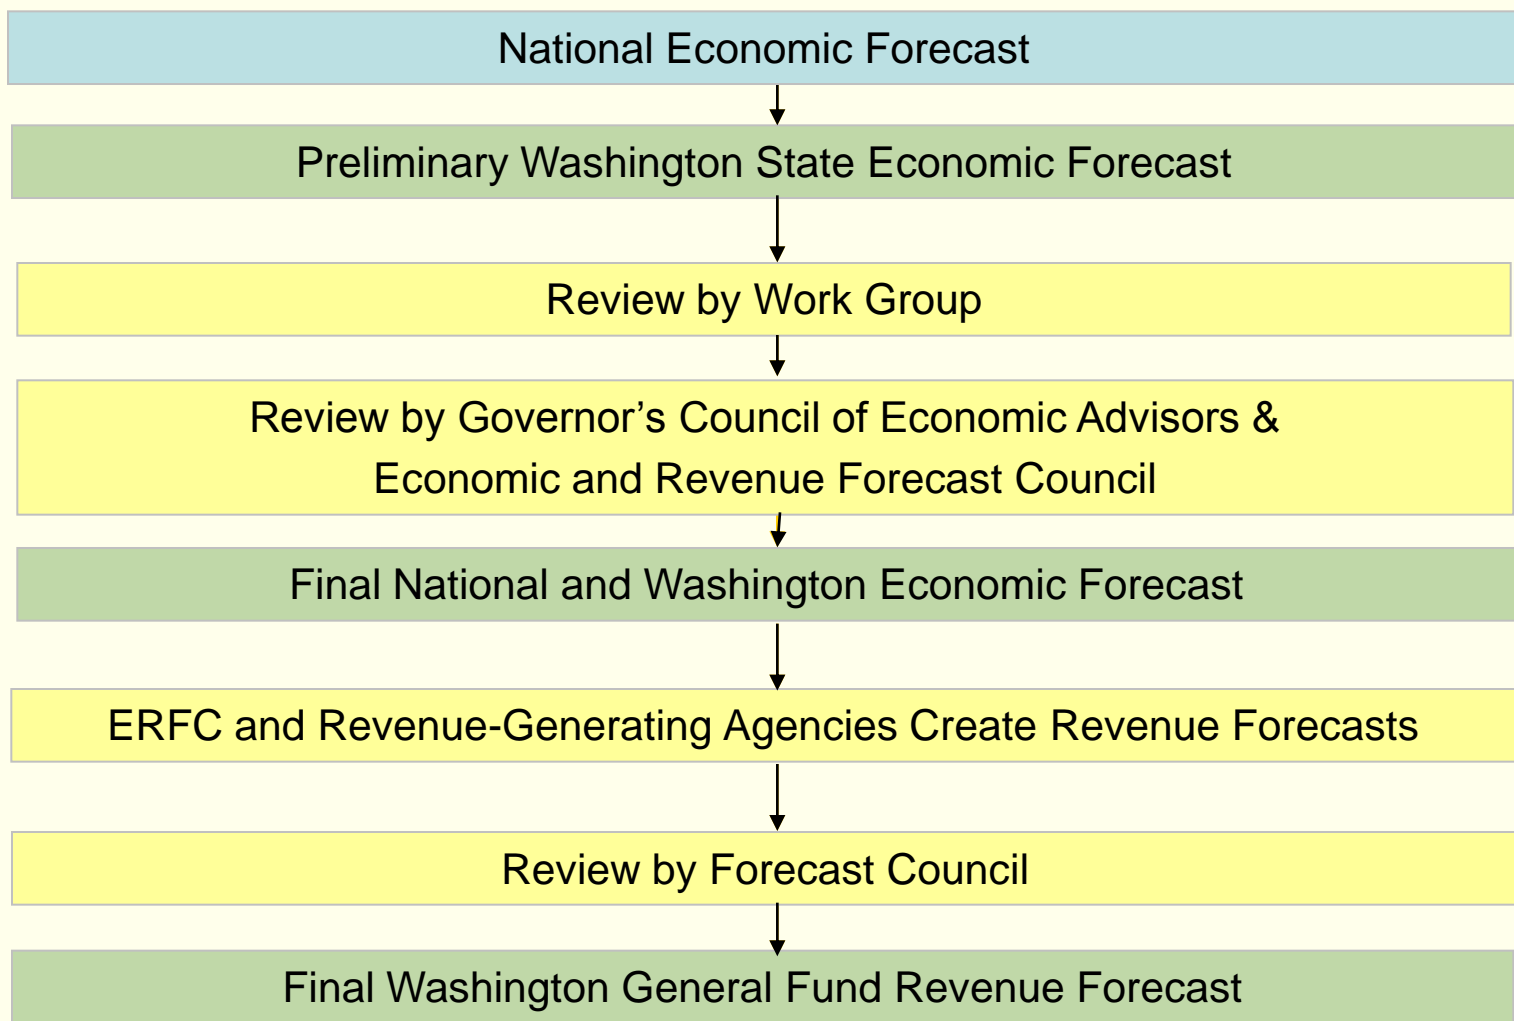 National Economic Forecast
Preliminary Washington State Economic Forecast
Review by Work Group
Review by Governor’s Council of Economic Advisors &
Economic and Revenue Forecast Council
Final National and Washington Economic Forecast
ERFC and Revenue-Generating Agencies Create Revenue Forecasts
Review by Forecast Council
Final Washington General Fund Revenue Forecast